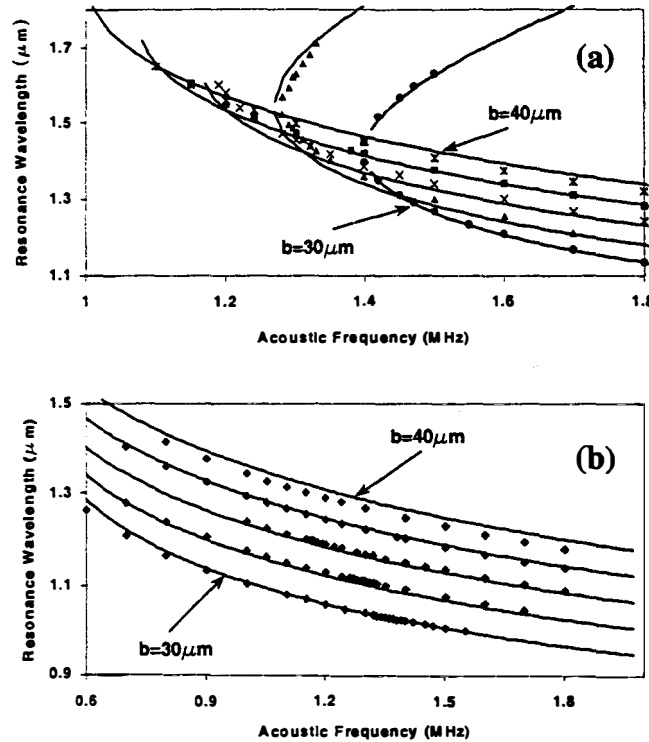 (a)
Resonance Wavelength (μm)
1.7
1.5
1.3
1.1
b=40μm
b=30μm
1
1.2
1.4
1.6
1.8
Acoustic Frequency (MHz)
(b)
Resonance Wavelength (μm)
1.5
1.3
1.1
0.9
b=40μm
b=30μm
0.6
0.9
1.2
1.5
1.8
Acoustic Frequency (MHz)